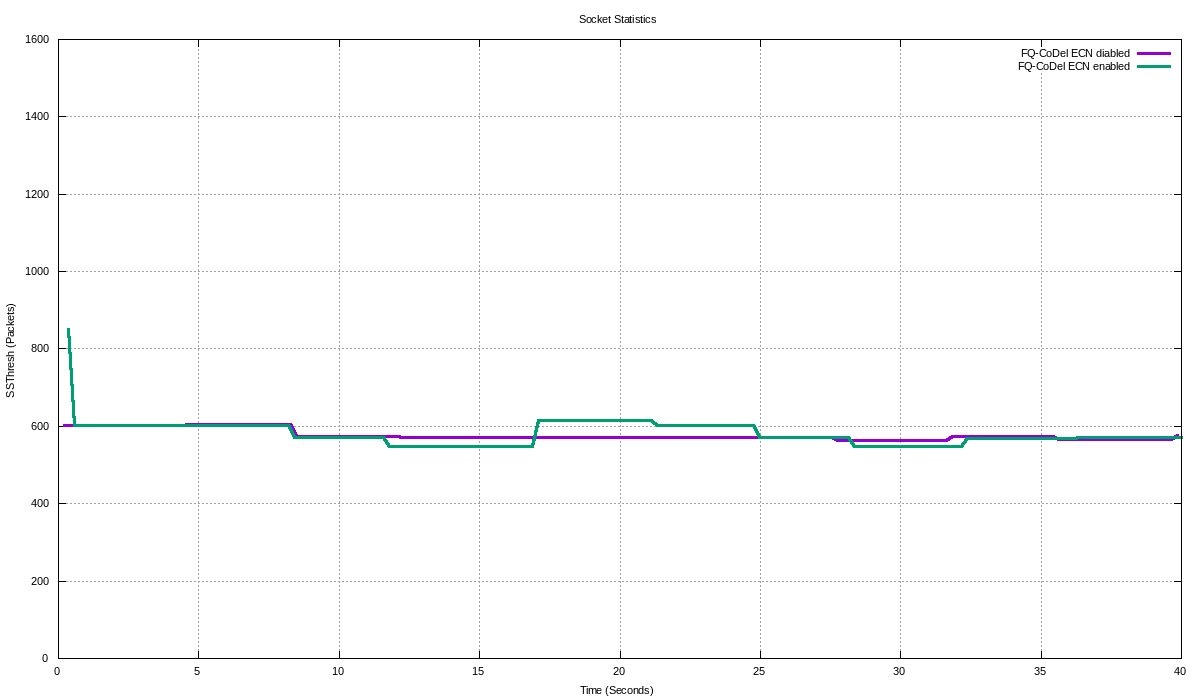 Socket Statistics
1600
1400
1200
1000
800
600
400
200
0
SSThresh (Packets)
FQ-CoDel ECN diabled
FQ-CoDel ECN enabled
0 5 10 15 20 25 30 35 40
Time (Seconds)